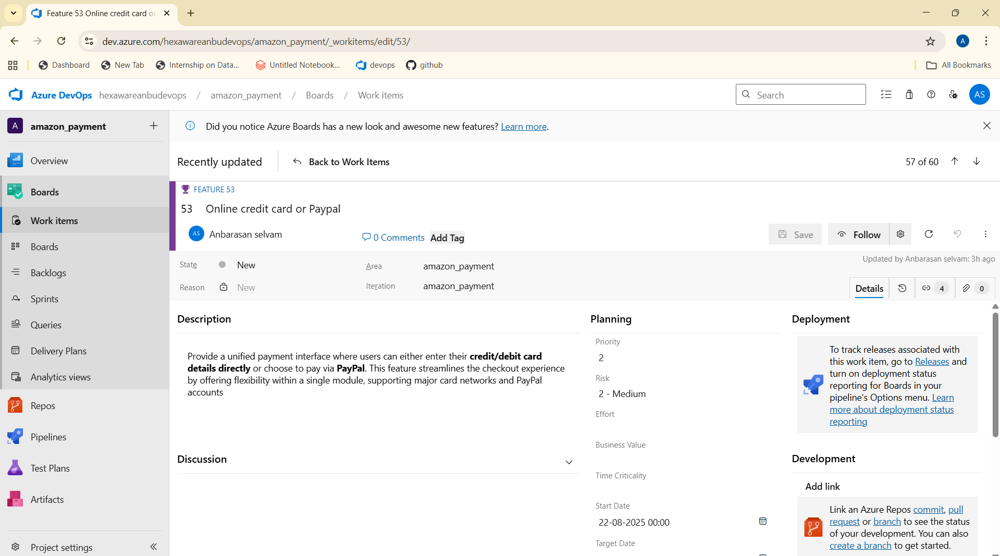 Feature 53 Online credit card or
dev.azure.com/hexawareanbudevops/amazon_payment/_workitems/edit/53/
A
Dashboard
New Tab
Internship on Data...
Untitled Notebook...
devops
github
All Bookmarks
Azure DevOps hexawareanbudevops / amazon_payment / Boards / Work items
Search
AS
A amazon_payment
Overview
Boards
Work items
Boards
Backlogs
Sprints
Queries
Delivery Plans
Analytics views
Repos
Pipelines
Test Plans
Artifacts
Project settings
Did you notice Azure Boards has a new look and awesome new features? Learn more.
Recently updated
Back to Work Items
57 of 60
FEATURE 53
53 Online credit card or Paypal
AS Anbarasan selvam
0 Comments
Add Tag
Save
Follow
State New
Area amazon_payment
Updated by Anbarasan selvam: 3h ago
Reason New
Iteration amazon_payment
Details
4
0
Description
Provide a unified payment interface where users can either enter their credit/debit card
details directly or choose to pay via PayPal. This feature streamlines the checkout experience
by offering flexibility within a single module, supporting major card networks and PayPal
accounts
Discussion
Planning
Priority
2
Risk
2 - Medium
Effort
Business Value
Time Criticality
Start Date
22-08-2025 00:00
Target Date
Deployment
To track releases associated with
this work item, go to Releases and
turn on deployment status
reporting for Boards in your
pipeline's Options menu. Learn
more about deployment status
reporting
Development
Add link
Link an Azure Repos commit, pull
request or branch to see the status
of your development. You can also
create a branch to get started.